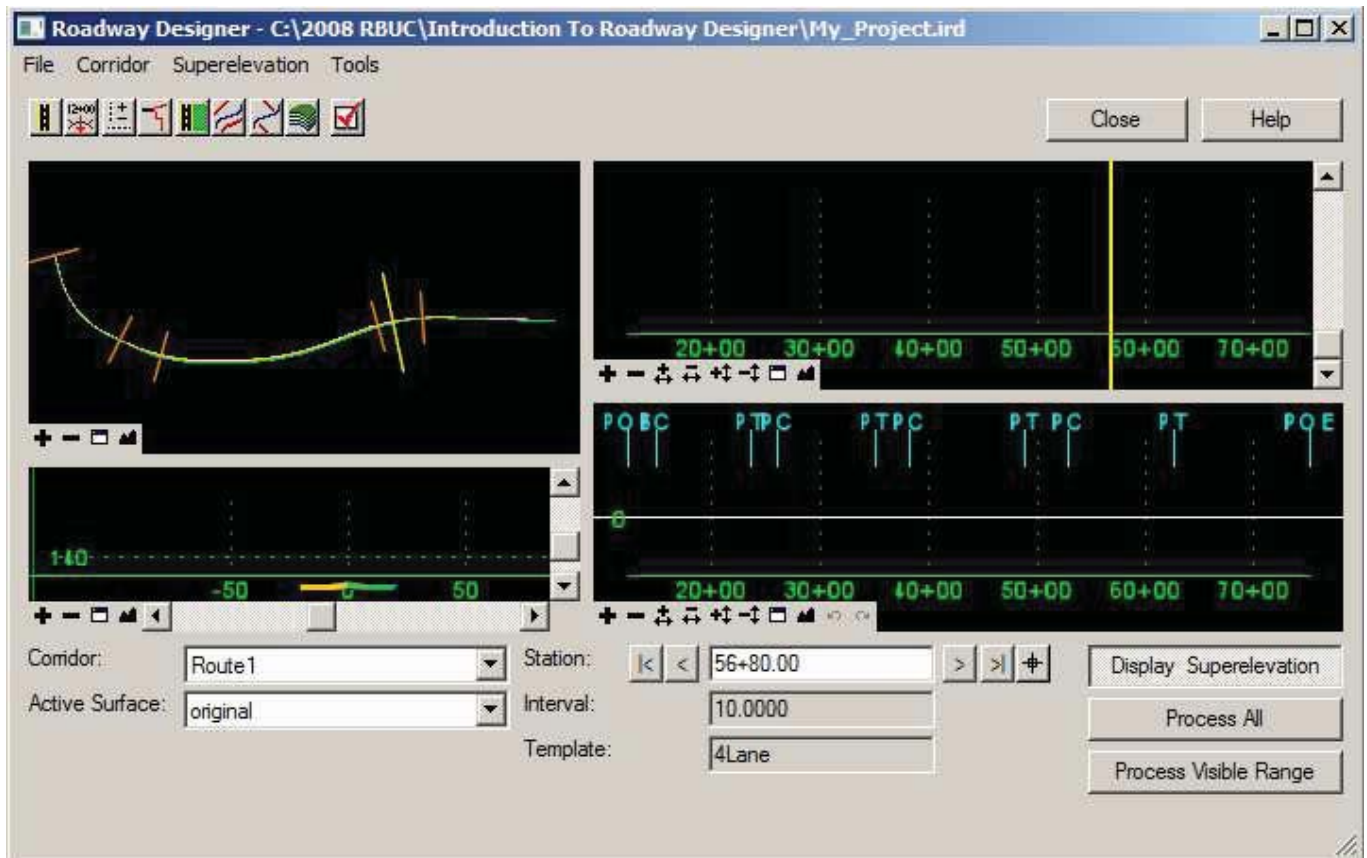 Roadway Designer - C:\2008 RBUC\Introduction To Roadway Designer\My_Project.ird
File Corridor Superelevation Tools
12+00
Close Help
20+00 30+00 40+00 50+00 60+00 70+00
POB PC PT PC PT PC PT PC PT POE
0
140
-50 0 50
20+00 30+00 40+00 50+00 60+00 70+00
Corridor: Route1
Station: |< < 56+80.00 > >|
Display Superelevation
Active Surface: original
Interval: 10.0000
Process All
Template: 4Lane
Process Visible Range